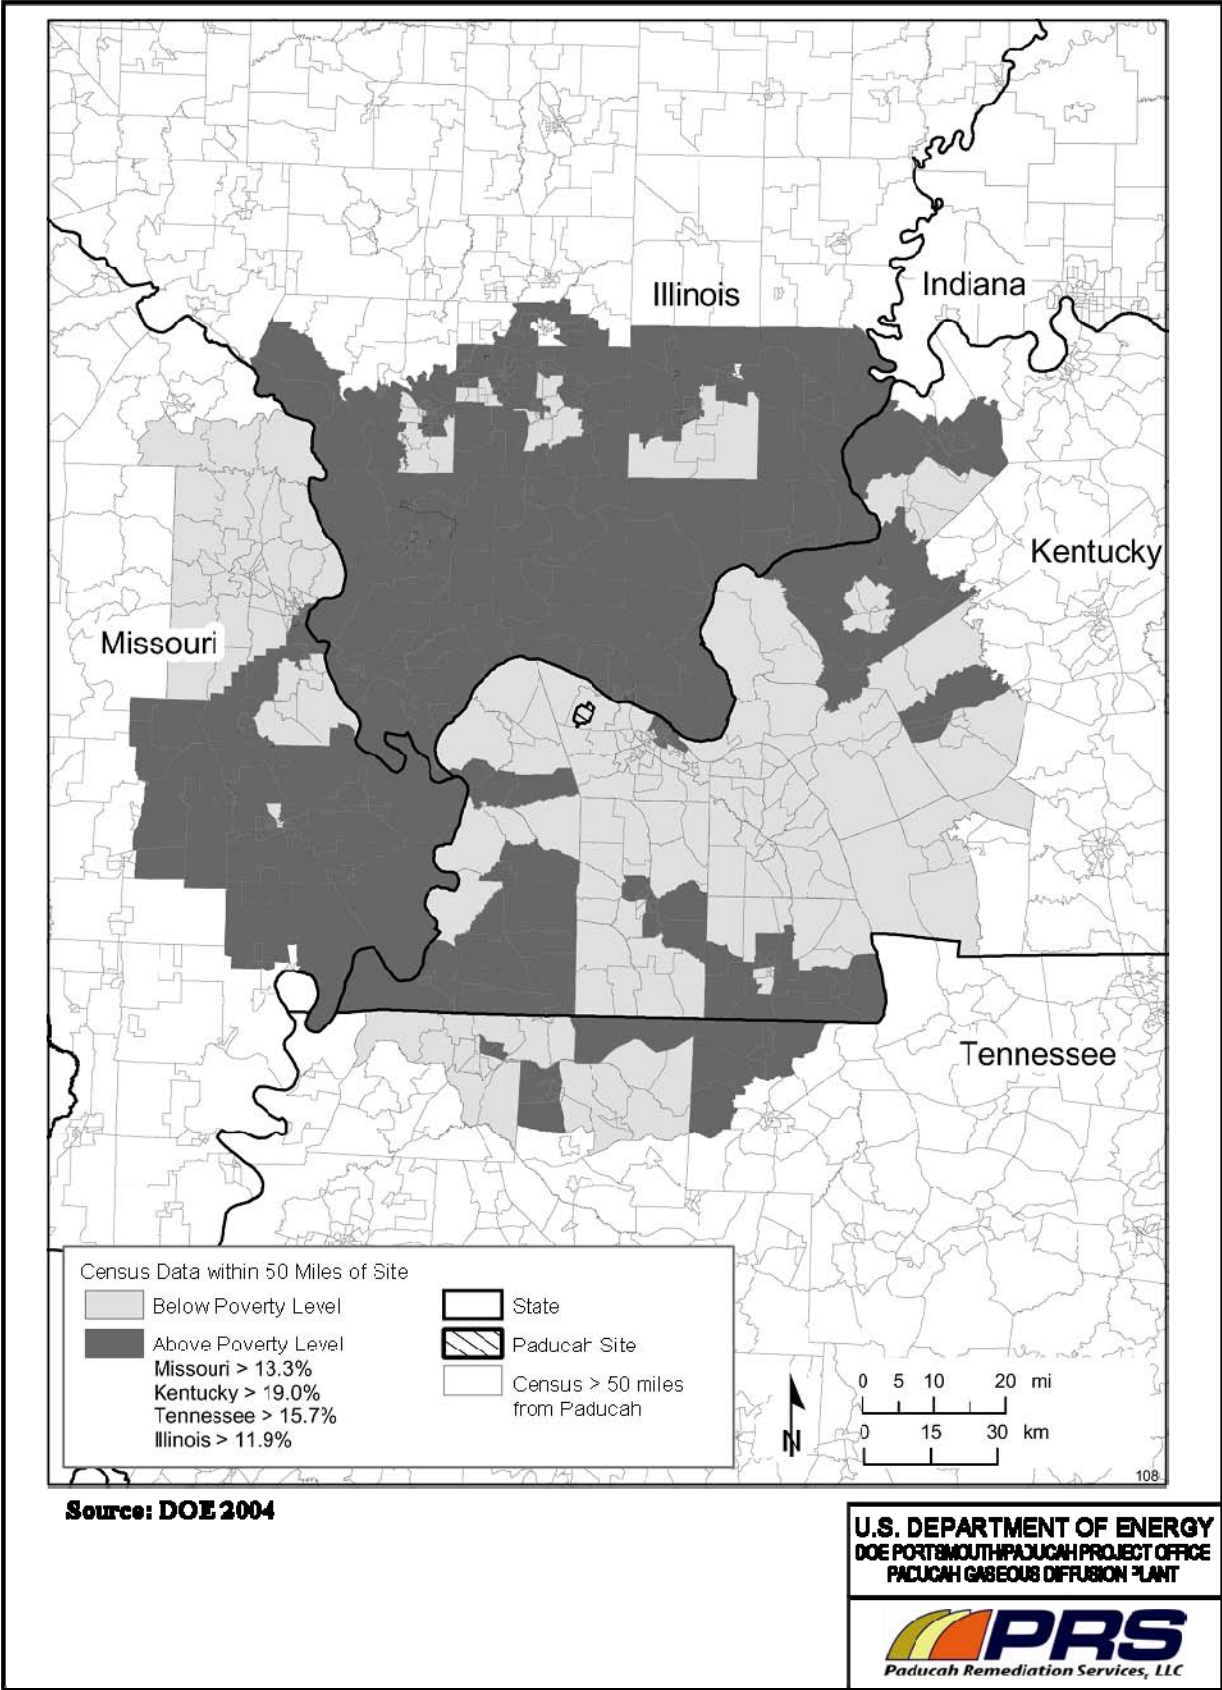 Illinois
Indiana
Kentucky
Missouri
Tennessee
Census Data within 50 Miles of Site
Below Poverty Level
Above Poverty Level
Missouri > 13.3%
Kentucky > 19.0%
Tennessee > 15.7%
Illinois > 11.9%
State
Paducah Site
Census > 50 miles
from Paducah
0 5 10 20 mi
0 15 30 km
N
108
Source: DOE 2004
U.S. DEPARTMENT OF ENERGY
DOE PORTSMOUTH/PADUCAH PROJECT OFFICE
PADUCAH GASEOUS DIFFUSION PLANT
PRS
Paducah Remediation Services, LLC